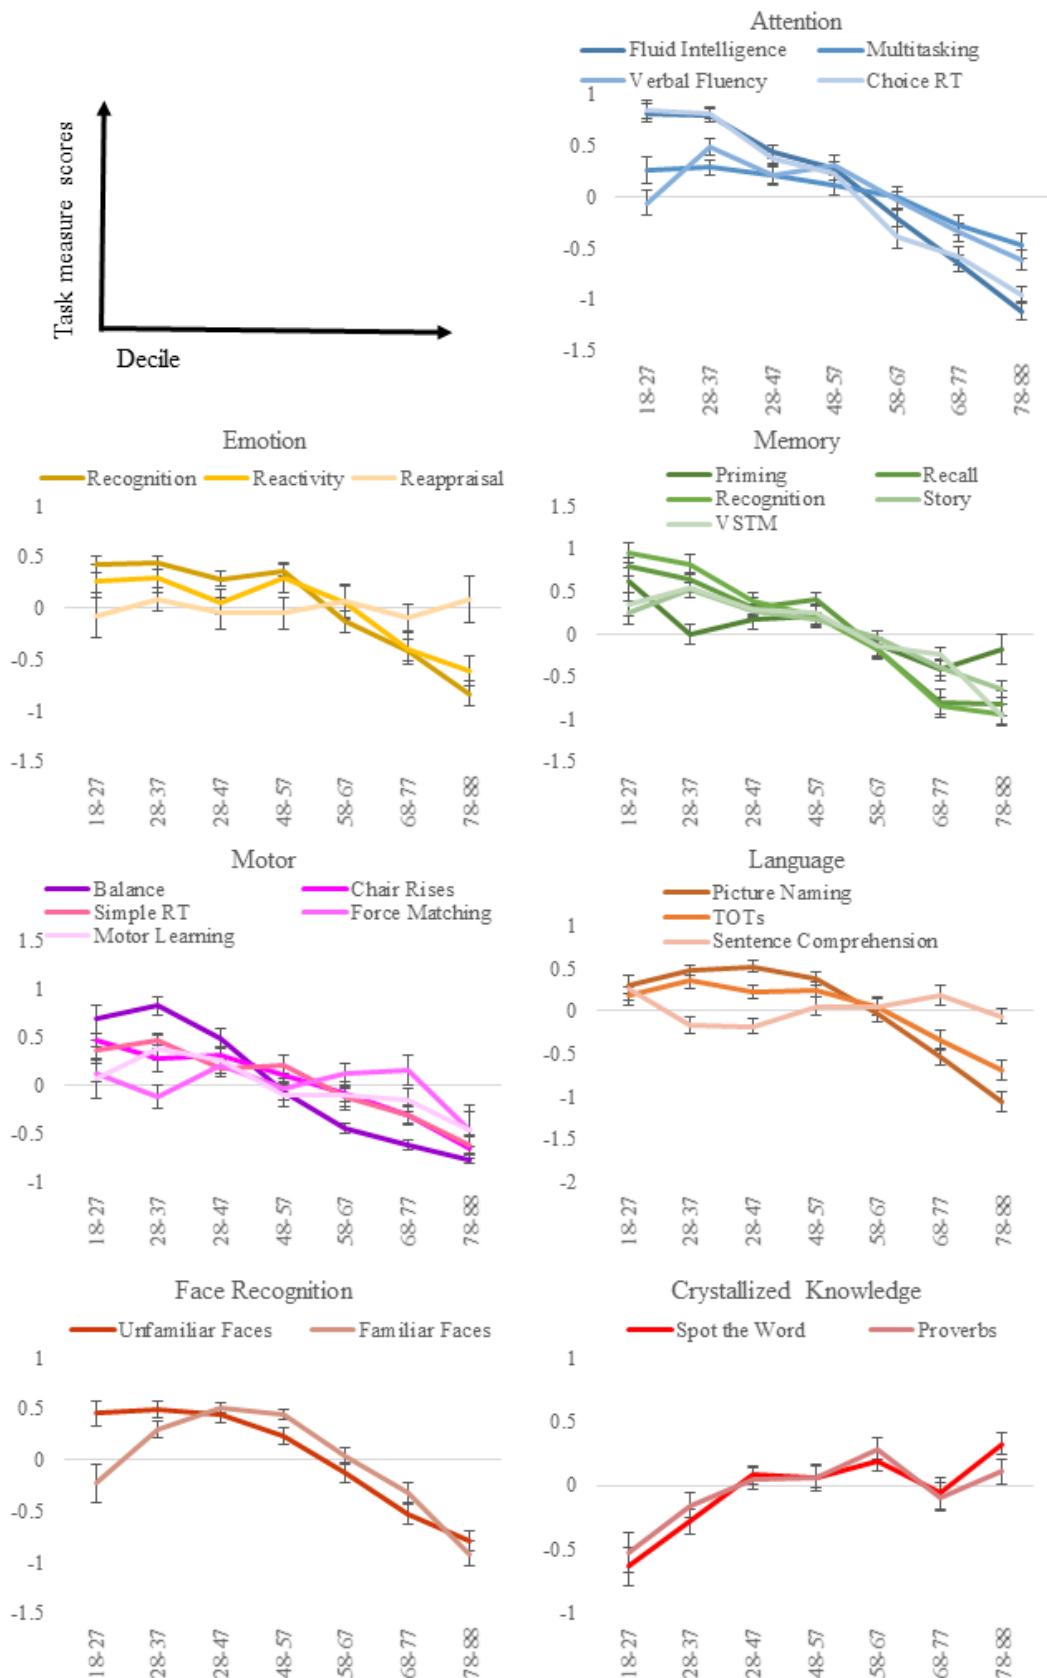 Task measure scores
Decile
Attention
Fluid Intelligence Multitasking
Verbal Fluency Choice RT
1
0.5
0
-0.5
-1
-1.5
18-27 28-37 28-47 48-57 58-67 68-77 78-88
Emotion
Recognition Reactivity Reappraisal
1
0.5
0
-0.5
-1
-1.5
18-27 28-37 28-47 48-57 58-67 68-77 78-88
Memory
Priming Recall
Recognition Story
VSTM
1.5
1
0.5
0
-0.5
-1
-1.5
18-27 28-37 28-47 48-57 58-67 68-77 78-88
Motor
Balance Chair Rises
Simple RT Force Matching
Motor Learning
1.5
1
0.5
0
-0.5
-1
18-27 28-37 28-47 48-57 58-67 68-77 78-88
Language
Picture Naming
TOTs
Sentence Comprehension
1
0.5
0
-0.5
-1
-1.5
-2
18-27 28-37 28-47 48-57 58-67 68-77 78-88
Face Recognition
Unfamiliar Faces Familiar Faces
1
0.5
0
-0.5
-1
-1.5
18-27 28-37 28-47 48-57 58-67 68-77 78-88
Crystallized Knowledge
Spot the Word Proverbs
1
0.5
0
-0.5
-1
18-27 28-37 28-47 48-57 58-67 68-77 78-88